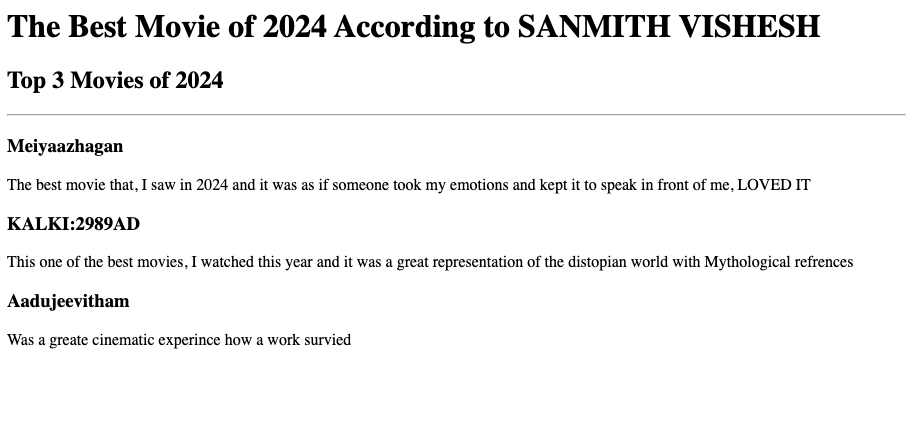 The Best Movie of 2024 According to SANMITH VISHESH
Top 3 Movies of 2024
Meiyaazhagan
The best movie that, I saw in 2024 and it was as if someone took my emotions and kept it to speak in front of me, LOVED IT
KALKI:2989AD
This one of the best movies, I watched this year and it was a great representation of the distopian world with Mythological refrences
Aadujeevitham
Was a greate cinematic experince how a work survied